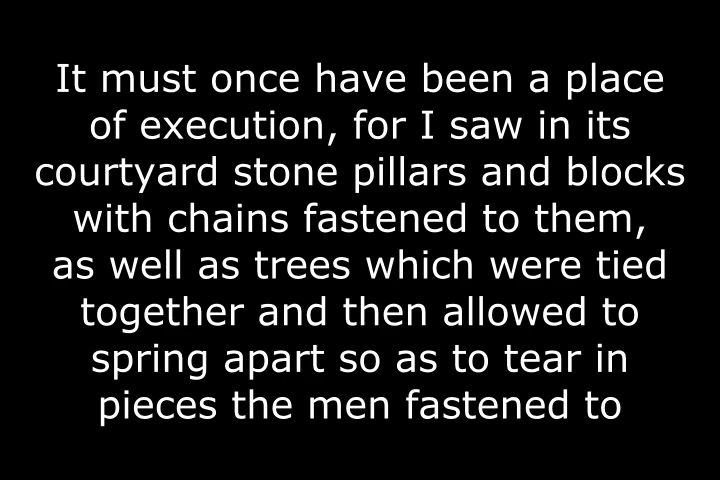 It must once have been a place
of execution, for I saw in its
courtyard stone pillars and blocks
with chains fastened to them,
as well as trees which were tied
together and then allowed to
spring apart so as to tear in
pieces the men fastened to